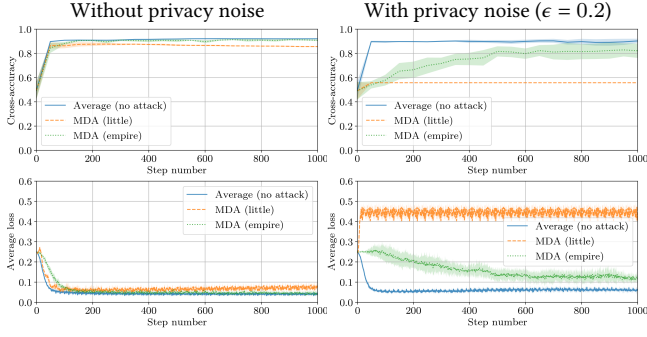 Without privacy noise
With privacy noise (ϵ = 0.2)
Cross-accuracy
1.0
0.8
0.6
0.4
0.2
0.0
Average (no attack)
MDA (little)
MDA (empire)
0 200 400 600 800 1000
Step number
Cross-accuracy
1.0
0.8
0.6
0.4
0.2
0.0
Average (no attack)
MDA (little)
MDA (empire)
0 200 400 600 800 1000
Step number
Average loss
0.6
0.5
0.4
0.3
0.2
0.1
0.0
Average (no attack)
MDA (little)
MDA (empire)
0 200 400 600 800 1000
Step number
Average loss
0.6
0.5
0.4
0.3
0.2
0.1
0.0
Average (no attack)
MDA (little)
MDA (empire)
0 200 400 600 800 1000
Step number